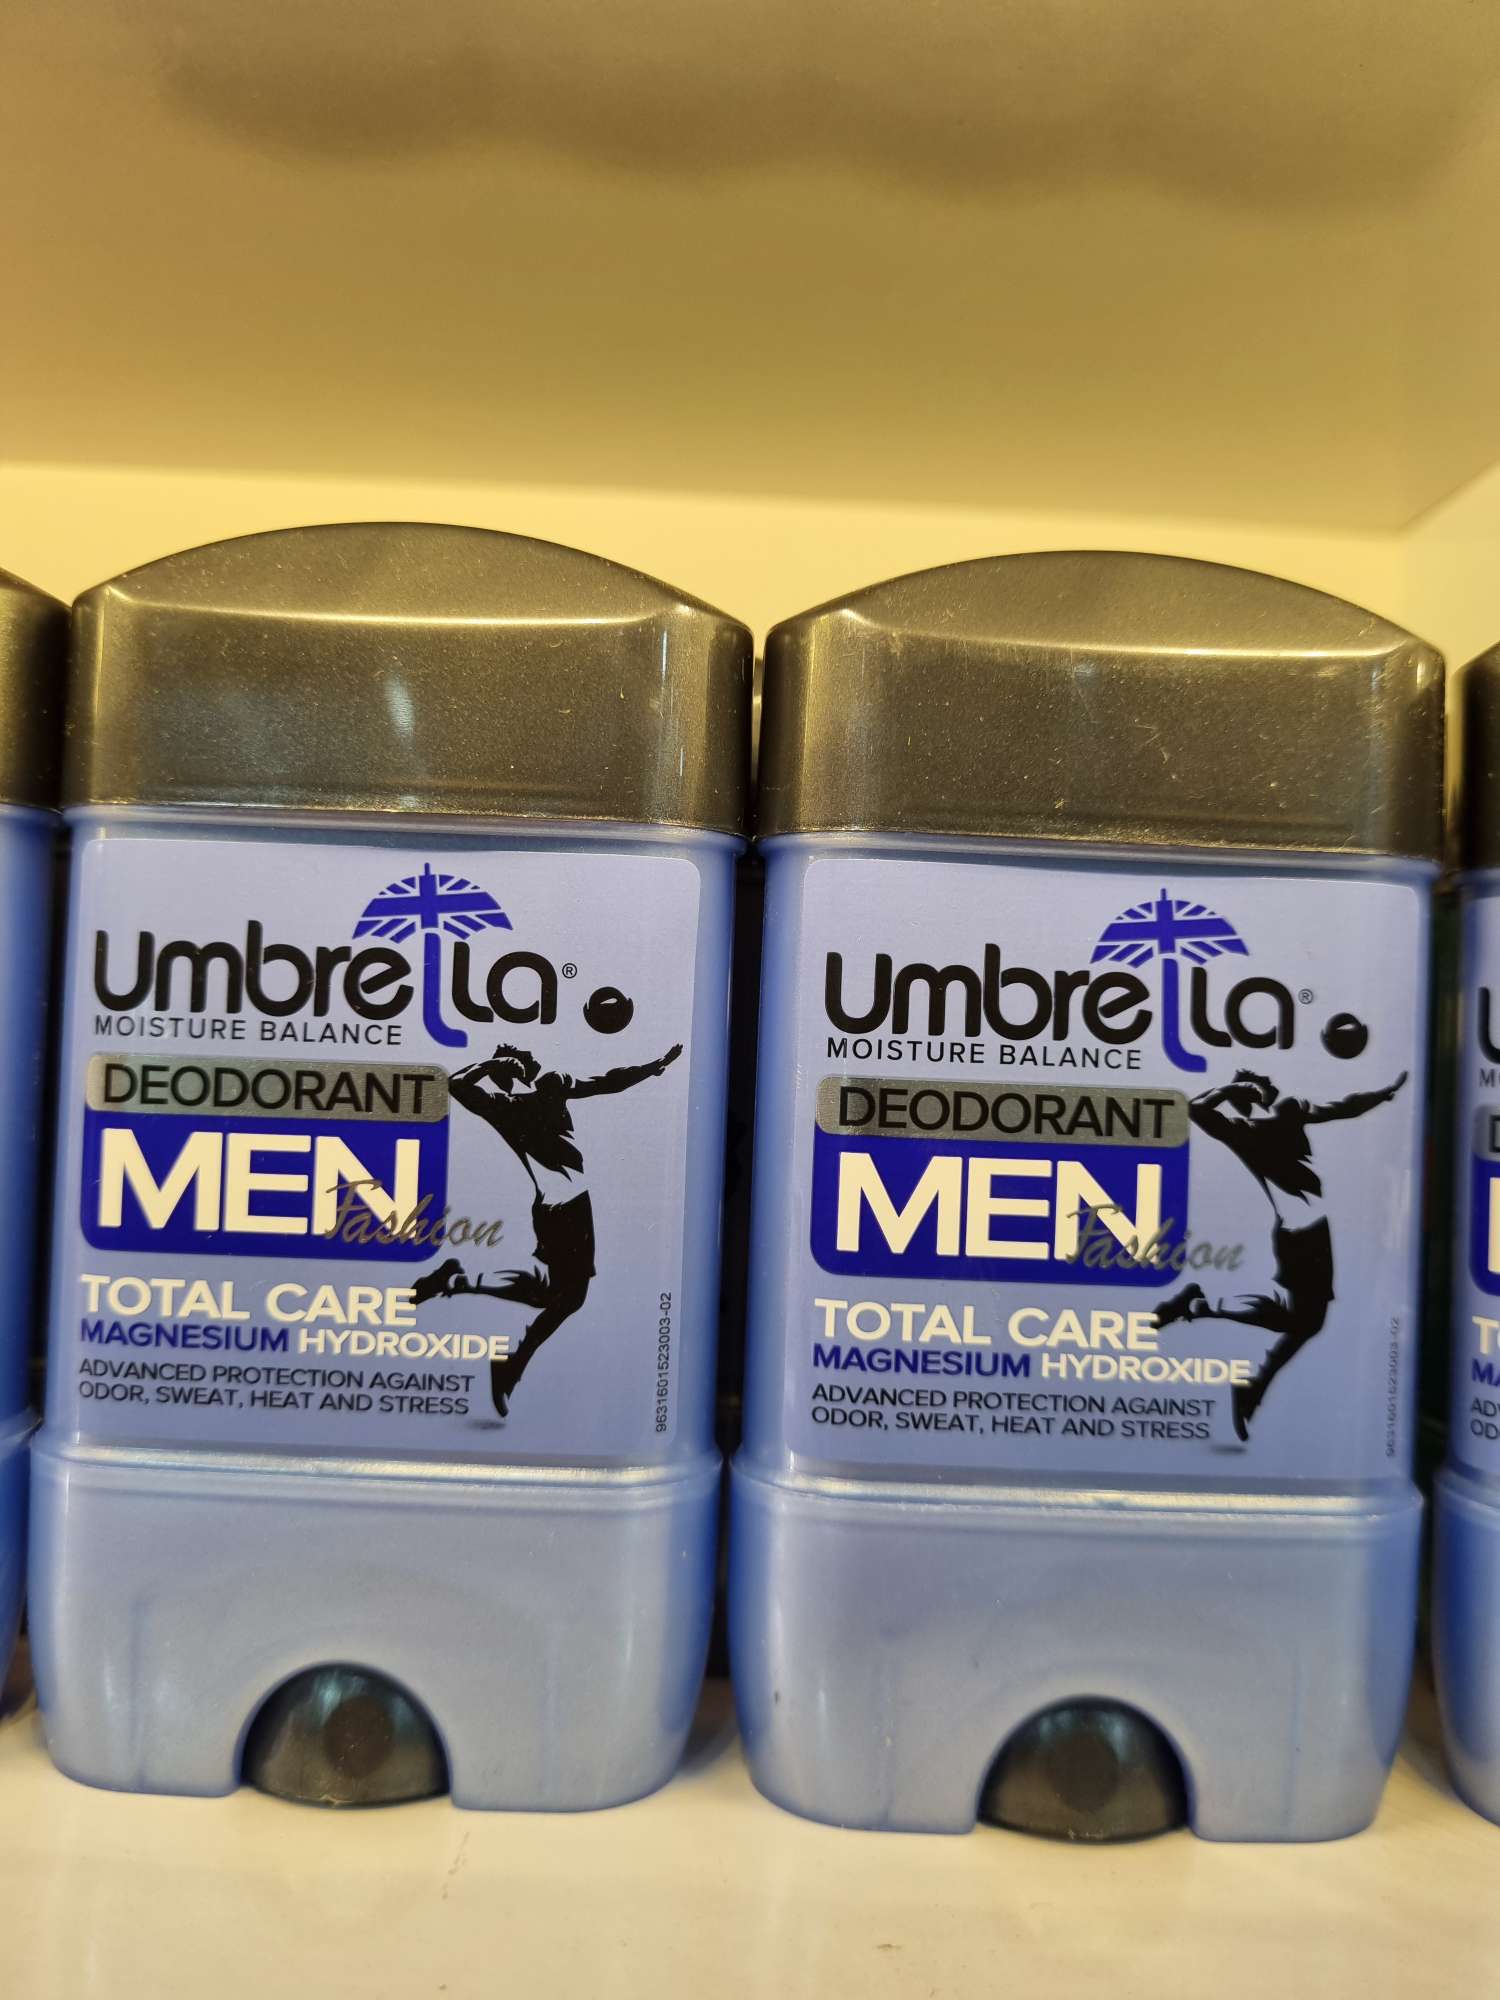 umbrella®
MOISTURE BALANCE
DEODORANT
MEN
Fashion
TOTAL CARE
MAGNESIUM HYDROXIDE
ADVANCED PROTECTION AGAINST
ODOR, SWEAT, HEAT AND STRESS
9631601523003-02
umbrella®
MOISTURE BALANCE
DEODORANT
MEN
Fashion
TOTAL CARE
MAGNESIUM HYDROXIDE
ADVANCED PROTECTION AGAINST
ODOR, SWEAT, HEAT AND STRESS
9631601523003-02